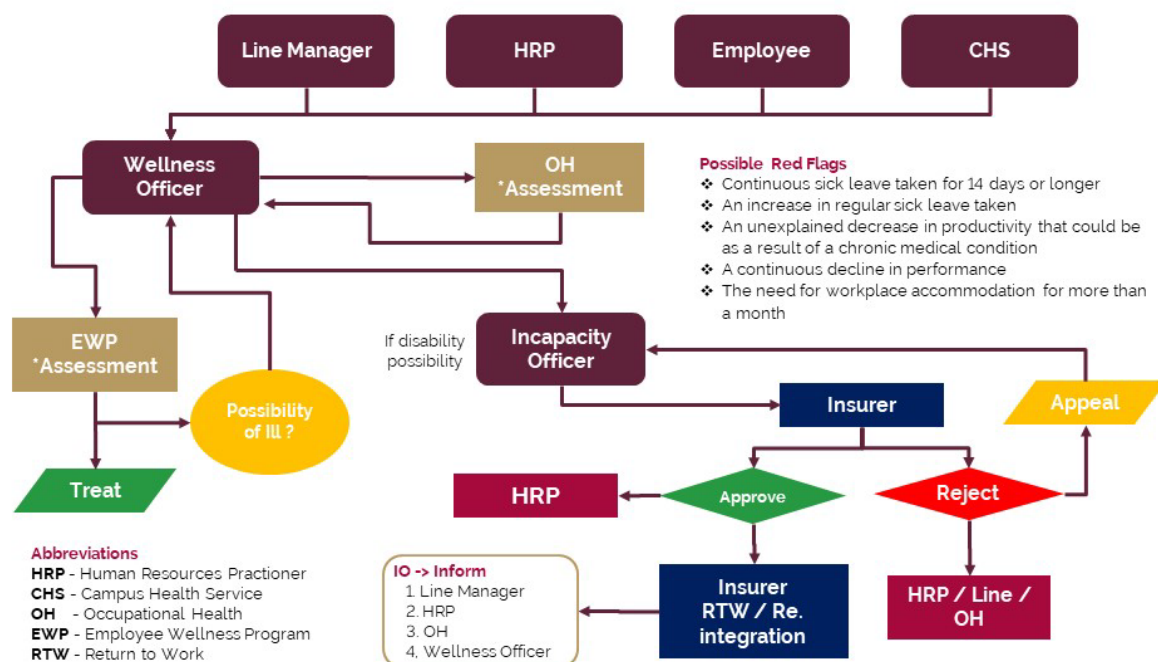 Line Manager
HRP
Employee
CHS
Wellness
Officer
OH
*Assessment
Possible Red Flags
❖ Continuous sick leave taken for 14 days or longer
❖ An increase in regular sick leave taken
❖ An unexplained decrease in productivity that could be
as a result of a chronic medical condition
❖ A continuous decline in performance
❖ The need for workplace accommodation for more than
a month
EWP
*Assessment
If disability
possibility
Incapacity
Officer
Possibility
of Ill ?
Insurer
Appeal
Treat
HRP
Approve
Reject
Abbreviations
HRP - Human Resources Practioner
CHS - Campus Health Service
OH - Occupational Health
EWP - Employee Wellness Program
RTW - Return to Work
IO -> Inform
1. Line Manager
2. HRP
3. OH
4, Wellness Officer
Insurer
RTW / Re.
integration
HRP / Line /
OH